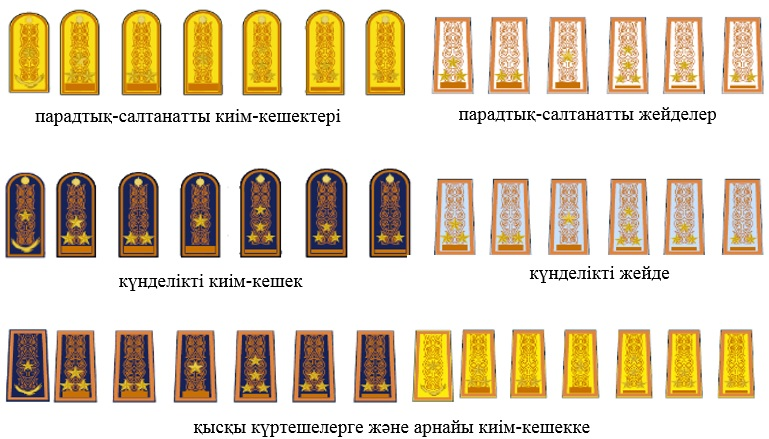 парадтық-салтанатты киім-кешектері
парадтық-салтанатты жейделер
күнделікті киім-кешек
күнделікті жейде
қысқы күртешелерге және арнайы киім-кешекке